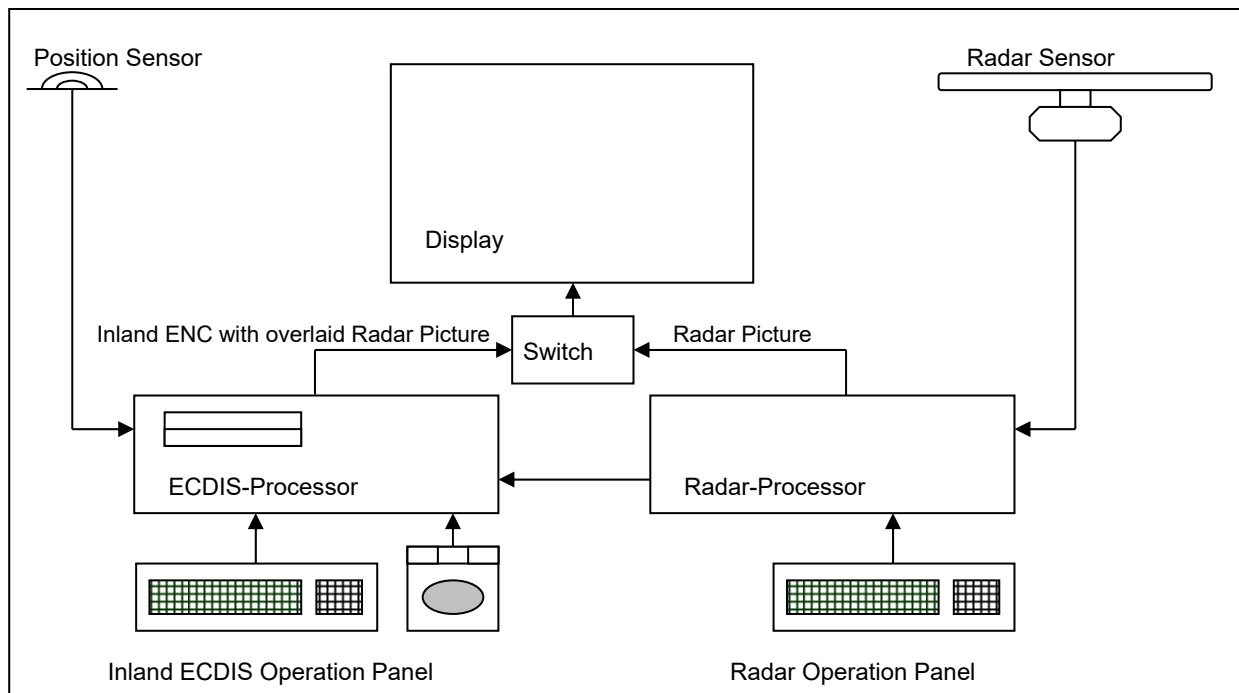 Position Sensor
Radar Sensor
Display
Inland ENC with overlaid Radar Picture
Switch
Radar Picture
ECDIS-Processor
Radar-Processor
Inland ECDIS Operation Panel
Radar Operation Panel